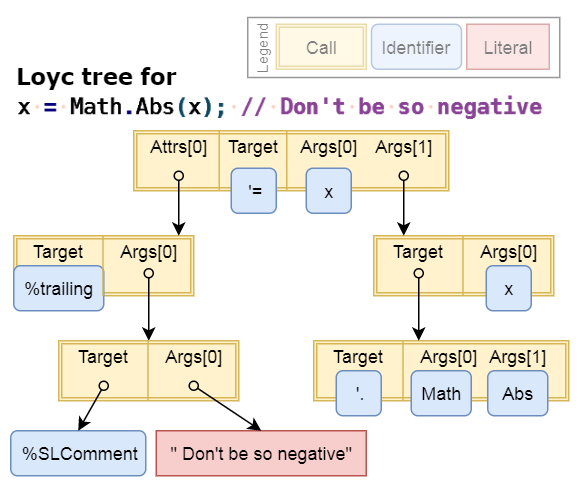 Legend
Call
Identifier
Literal
Loyc tree for
x = Math.Abs(x); // Don't be so negative
Attrs[0] Target Args[0] Args[1]
'= x
Target Args[0]
%trailing
Target Args[0]
x
Target Args[0]
%SLComment
" Don't be so negative"
Target Args[0] Args[1]
'. Math Abs